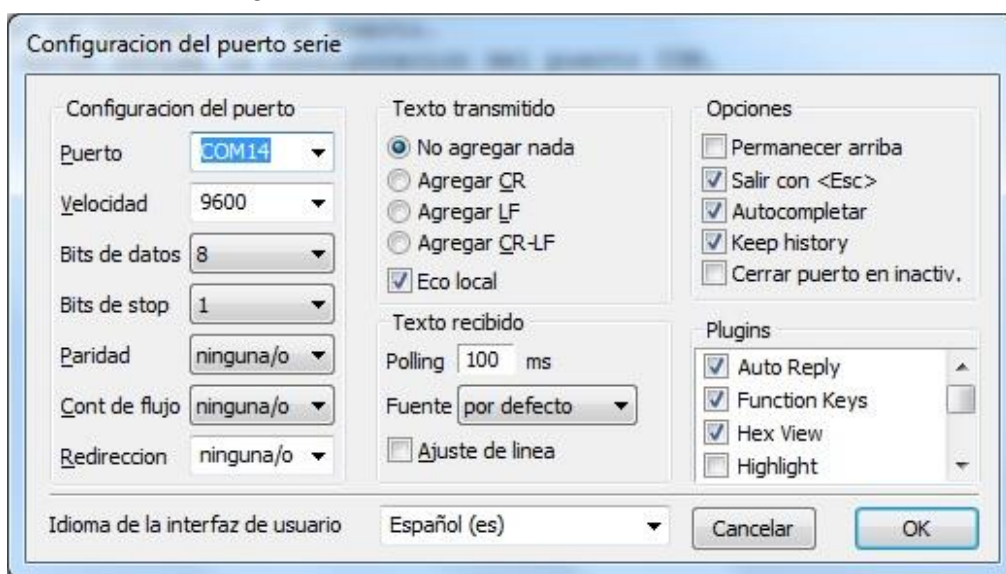 Configuracion del puerto serie
Configuracion del puerto
Puerto COM14
Velocidad 9600
Bits de datos 8
Bits de stop 1
Paridad ninguna/o
Cont de flujo ninguna/o
Redireccion ninguna/o
Texto transmitido
No agregar nada
Agregar CR
Agregar LF
Agregar CR-LF
Eco local
Texto recibido
Polling 100 ms
Fuente por defecto
Ajuste de linea
Opciones
Permanecer arriba
Salir con <Esc>
Autocompletar
Keep history
Cerrar puerto en inactiv.
Plugins
Auto Reply
Function Keys
Hex View
Highlight
Idioma de la interfaz de usuario Español (es)
Cancelar OK